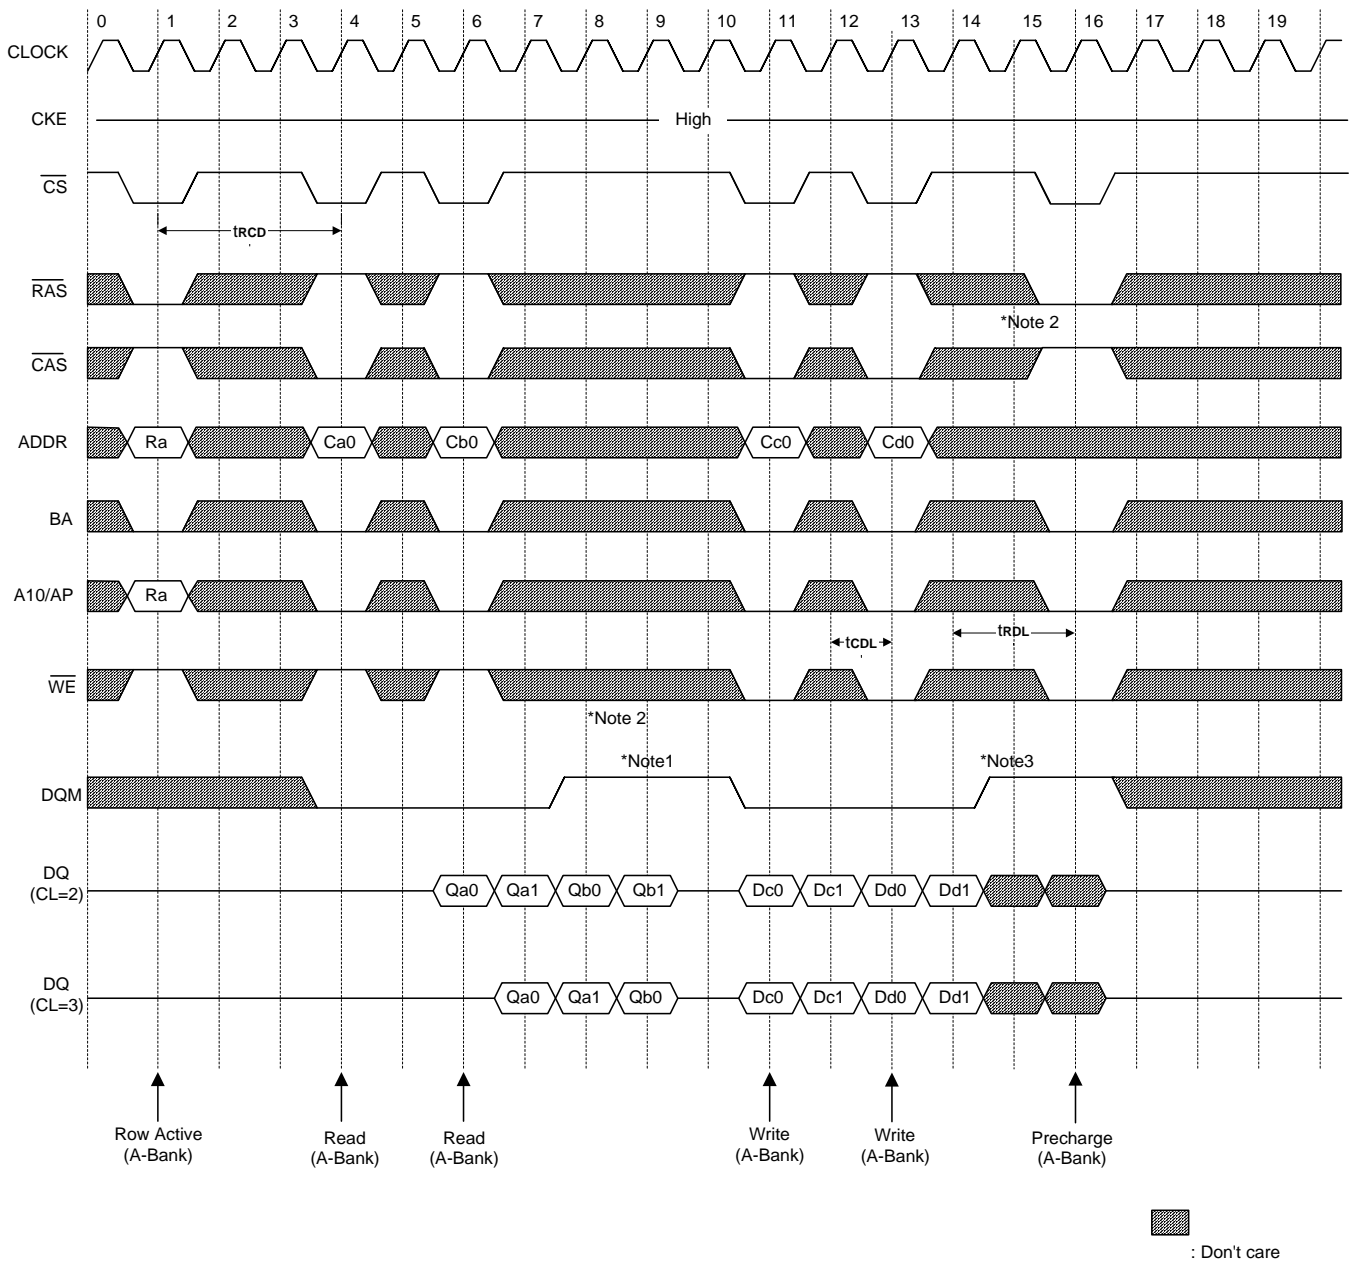 0 1 2 3 4 5 6 7 8 9 10 11 12 13 14 15 16 17 18 19
CLOCK
CKE High
CS
tRCD
RAS
*Note 2
CAS
ADDR Ra Ca0 Cb0 Cc0 Cd0
BA
A10/AP Ra
tCDL tRDL
WE
*Note 2
*Note1 *Note3
DQM
DQ
(CL=2) Qa0 Qa1 Qb0 Qb1 Dc0 Dc1 Dd0 Dd1
DQ
(CL=3) Qa0 Qa1 Qb0 Dc0 Dc1 Dd0 Dd1
Row Active
(A-Bank)
Read
(A-Bank)
Read
(A-Bank)
Write
(A-Bank)
Write
(A-Bank)
Precharge
(A-Bank)
: Don't care